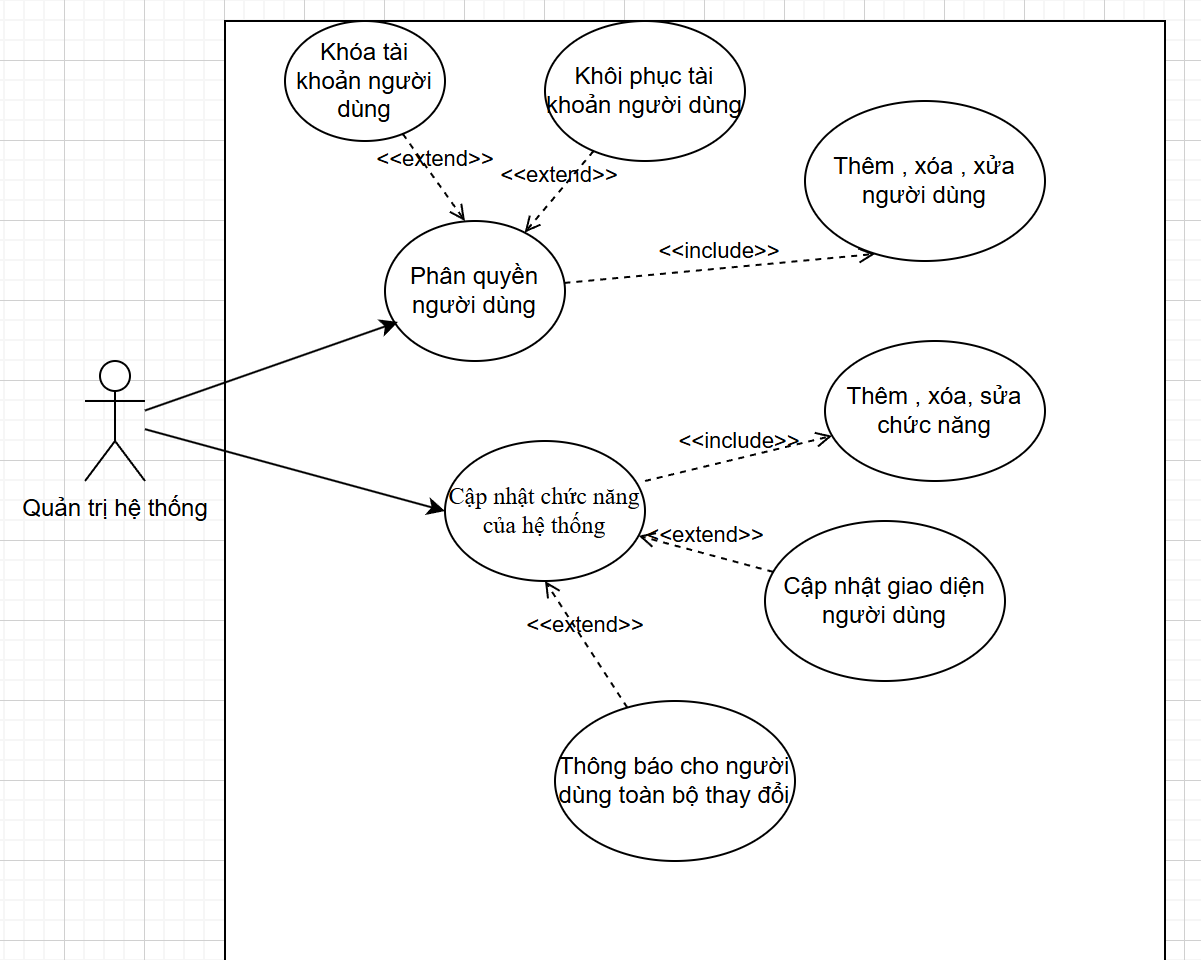 Khóa tài
khoản người
dùng
Khôi phục tài
khoản người dùng
<<extend>>
<<extend>>
Thêm , xóa , xửa
người dùng
<<include>>
Phân quyền
người dùng
Thêm , xóa, sửa
chức năng
<<include>>
Quản trị hệ thống
Cập nhật chức năng
của hệ thống
<<extend>>
Cập nhật giao diện
người dùng
<<extend>>
Thông báo cho người
dùng toàn bộ thay đổi